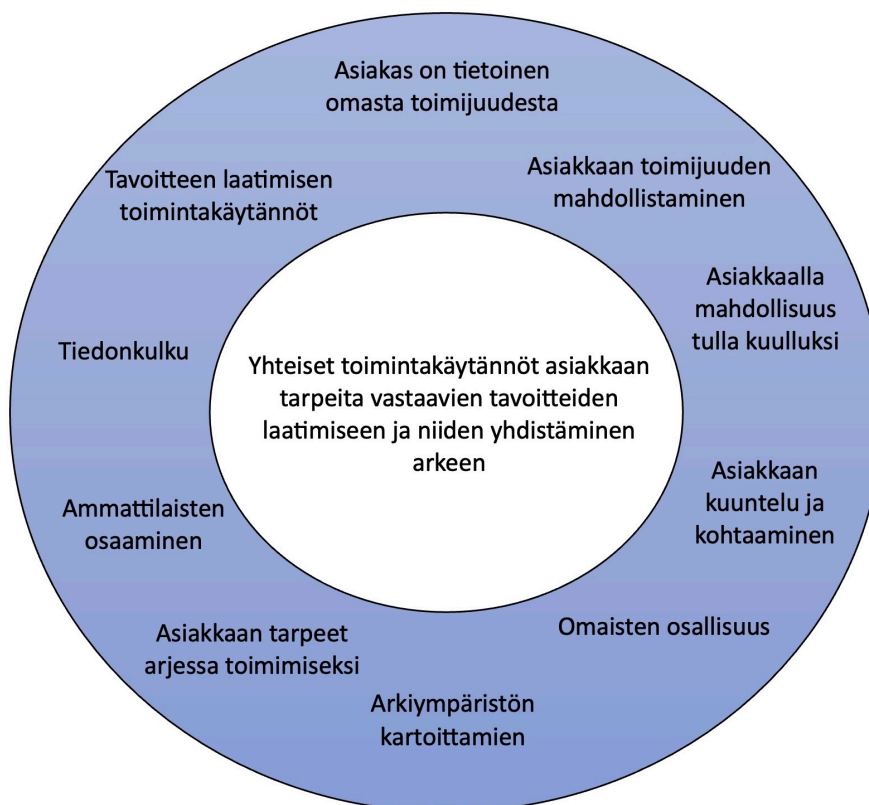 Asiakas on tietoinen
omasta toimijuudesta
Asiakkaan toimijuuden
mahdollistaminen
Asiakkaalla
mahdollisuus
tulla kuulluksi
Asiakkaan
kuuntelu ja
kohtaaminen
Omaisten osallisuus
Arkiympäristön
kartoittamien
Asiakkaan tarpeet
arjessa toimimiseksi
Ammattilaisten
osaaminen
Tiedonkulku
Tavoitteen laatimisen
toimintakäytännöt
Yhteiset toimintakäytännöt asiakkaan
tarpeita vastaavien tavoitteiden
laatimiseen ja niiden yhdistäminen
arkeen